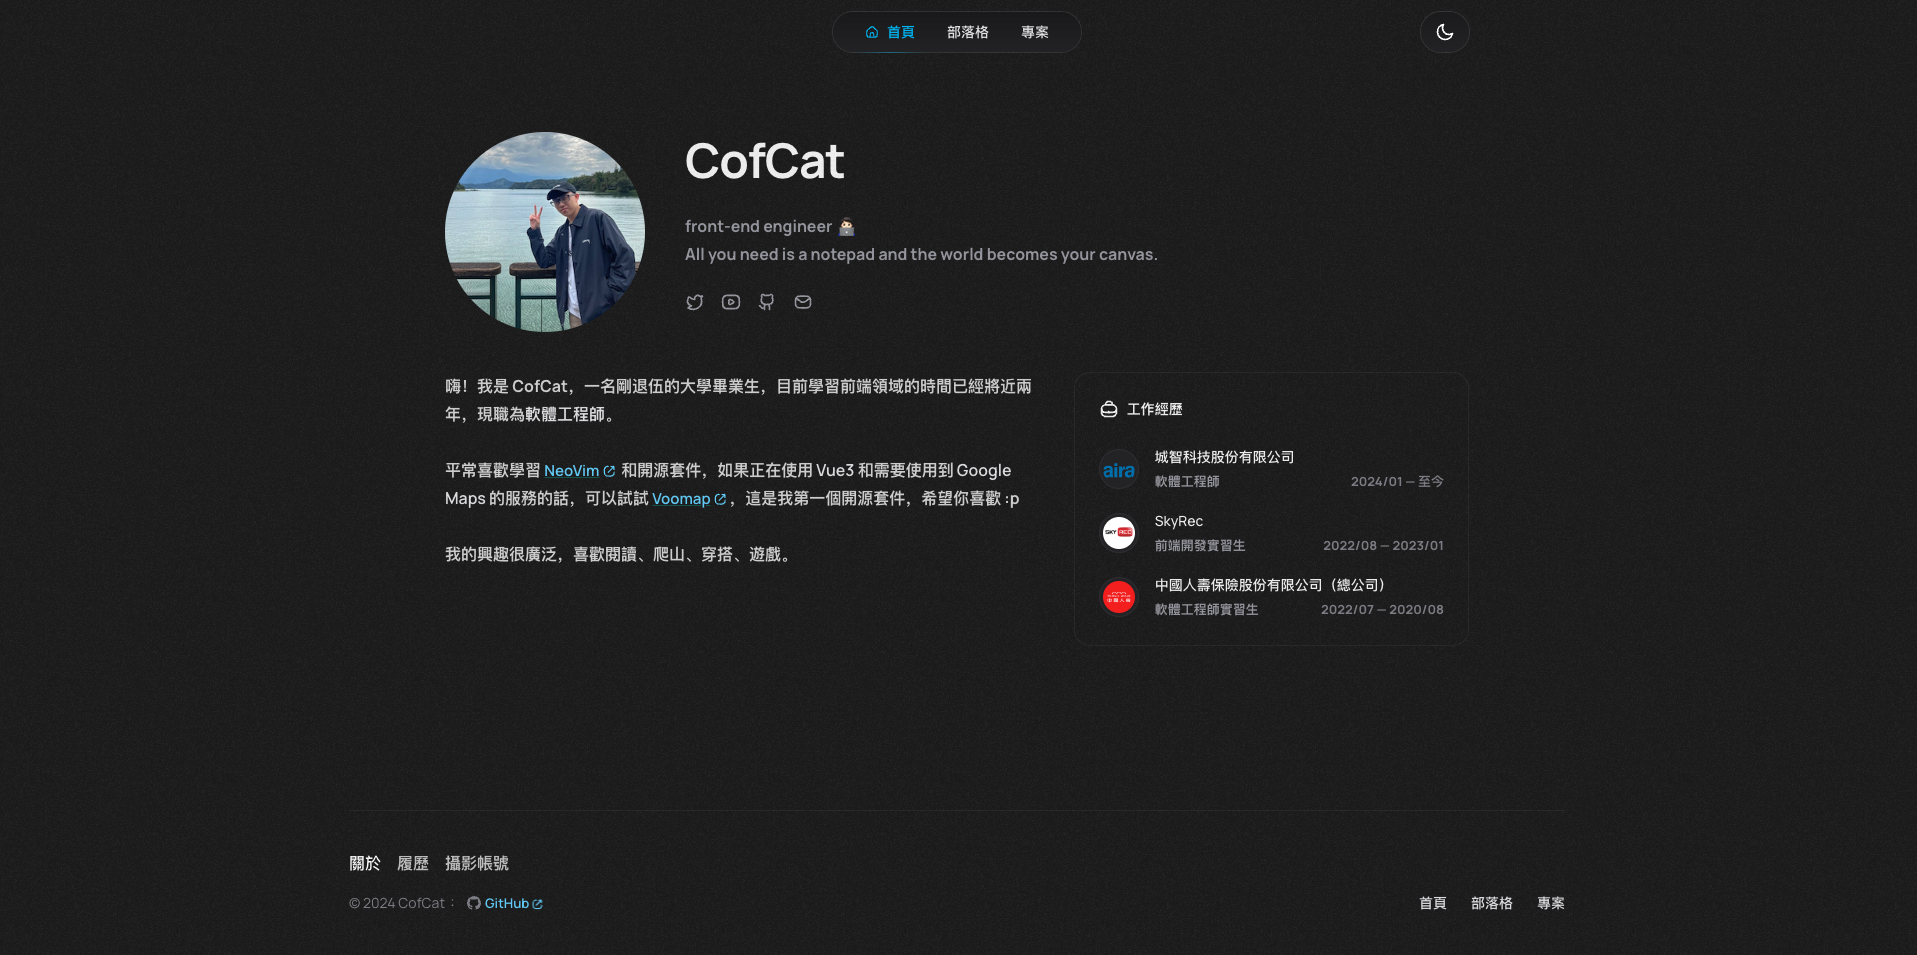 首頁 部落格 專案
CofCat
front-end engineer
All you need is a notepad and the world becomes your canvas.
嗨！我是 CofCat，一名剛退伍的大學畢業生，目前學習前端領域的時間已經將近兩
年，現職為軟體工程師。
平常喜歡學習 NeoVim 和開源套件，如果正在使用 Vue3 和需要使用到 Google
Maps 的服務的話，可以試試 Voomap，這是我第一個開源套件，希望你喜歡 :p
我的興趣很廣泛，喜歡閱讀、爬山、穿搭、遊戲。
工作經歷
aira
城智科技股份有限公司
軟體工程師 2024/01 — 至今
SKY REC
SkyRec
前端開發實習生 2022/08 — 2023/01
中國人壽
中國人壽保險股份有限公司（總公司）
軟體工程師實習生 2022/07 — 2020/08
關於 履歷 攝影帳號
© 2024 CofCat： GitHub
首頁 部落格 專案